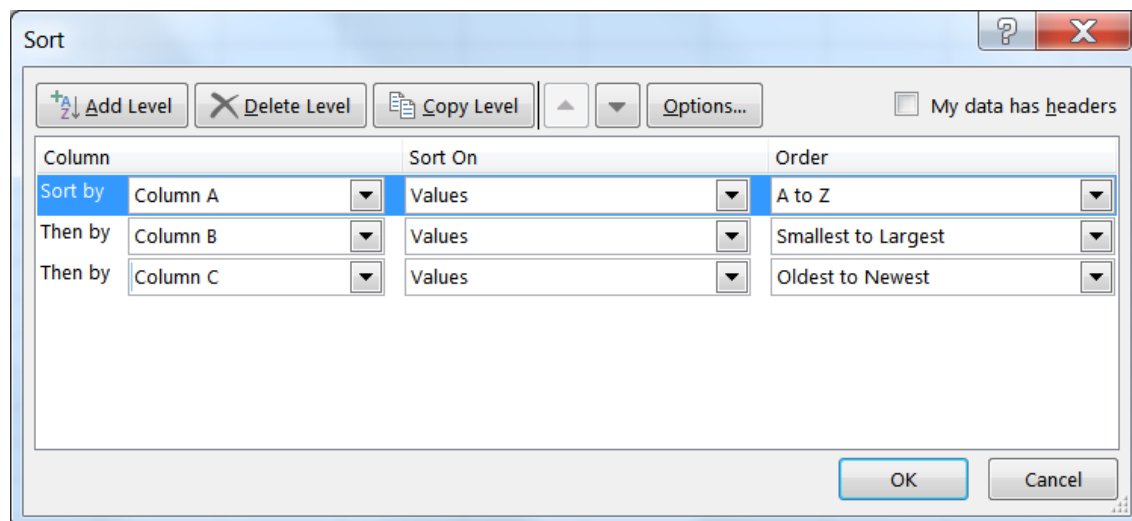 Sort
Add Level Delete Level Copy Level Options... My data has headers
Column Sort On Order
Sort by Column A Values A to Z
Then by Column B Values Smallest to Largest
Then by Column C Values Oldest to Newest
OK Cancel